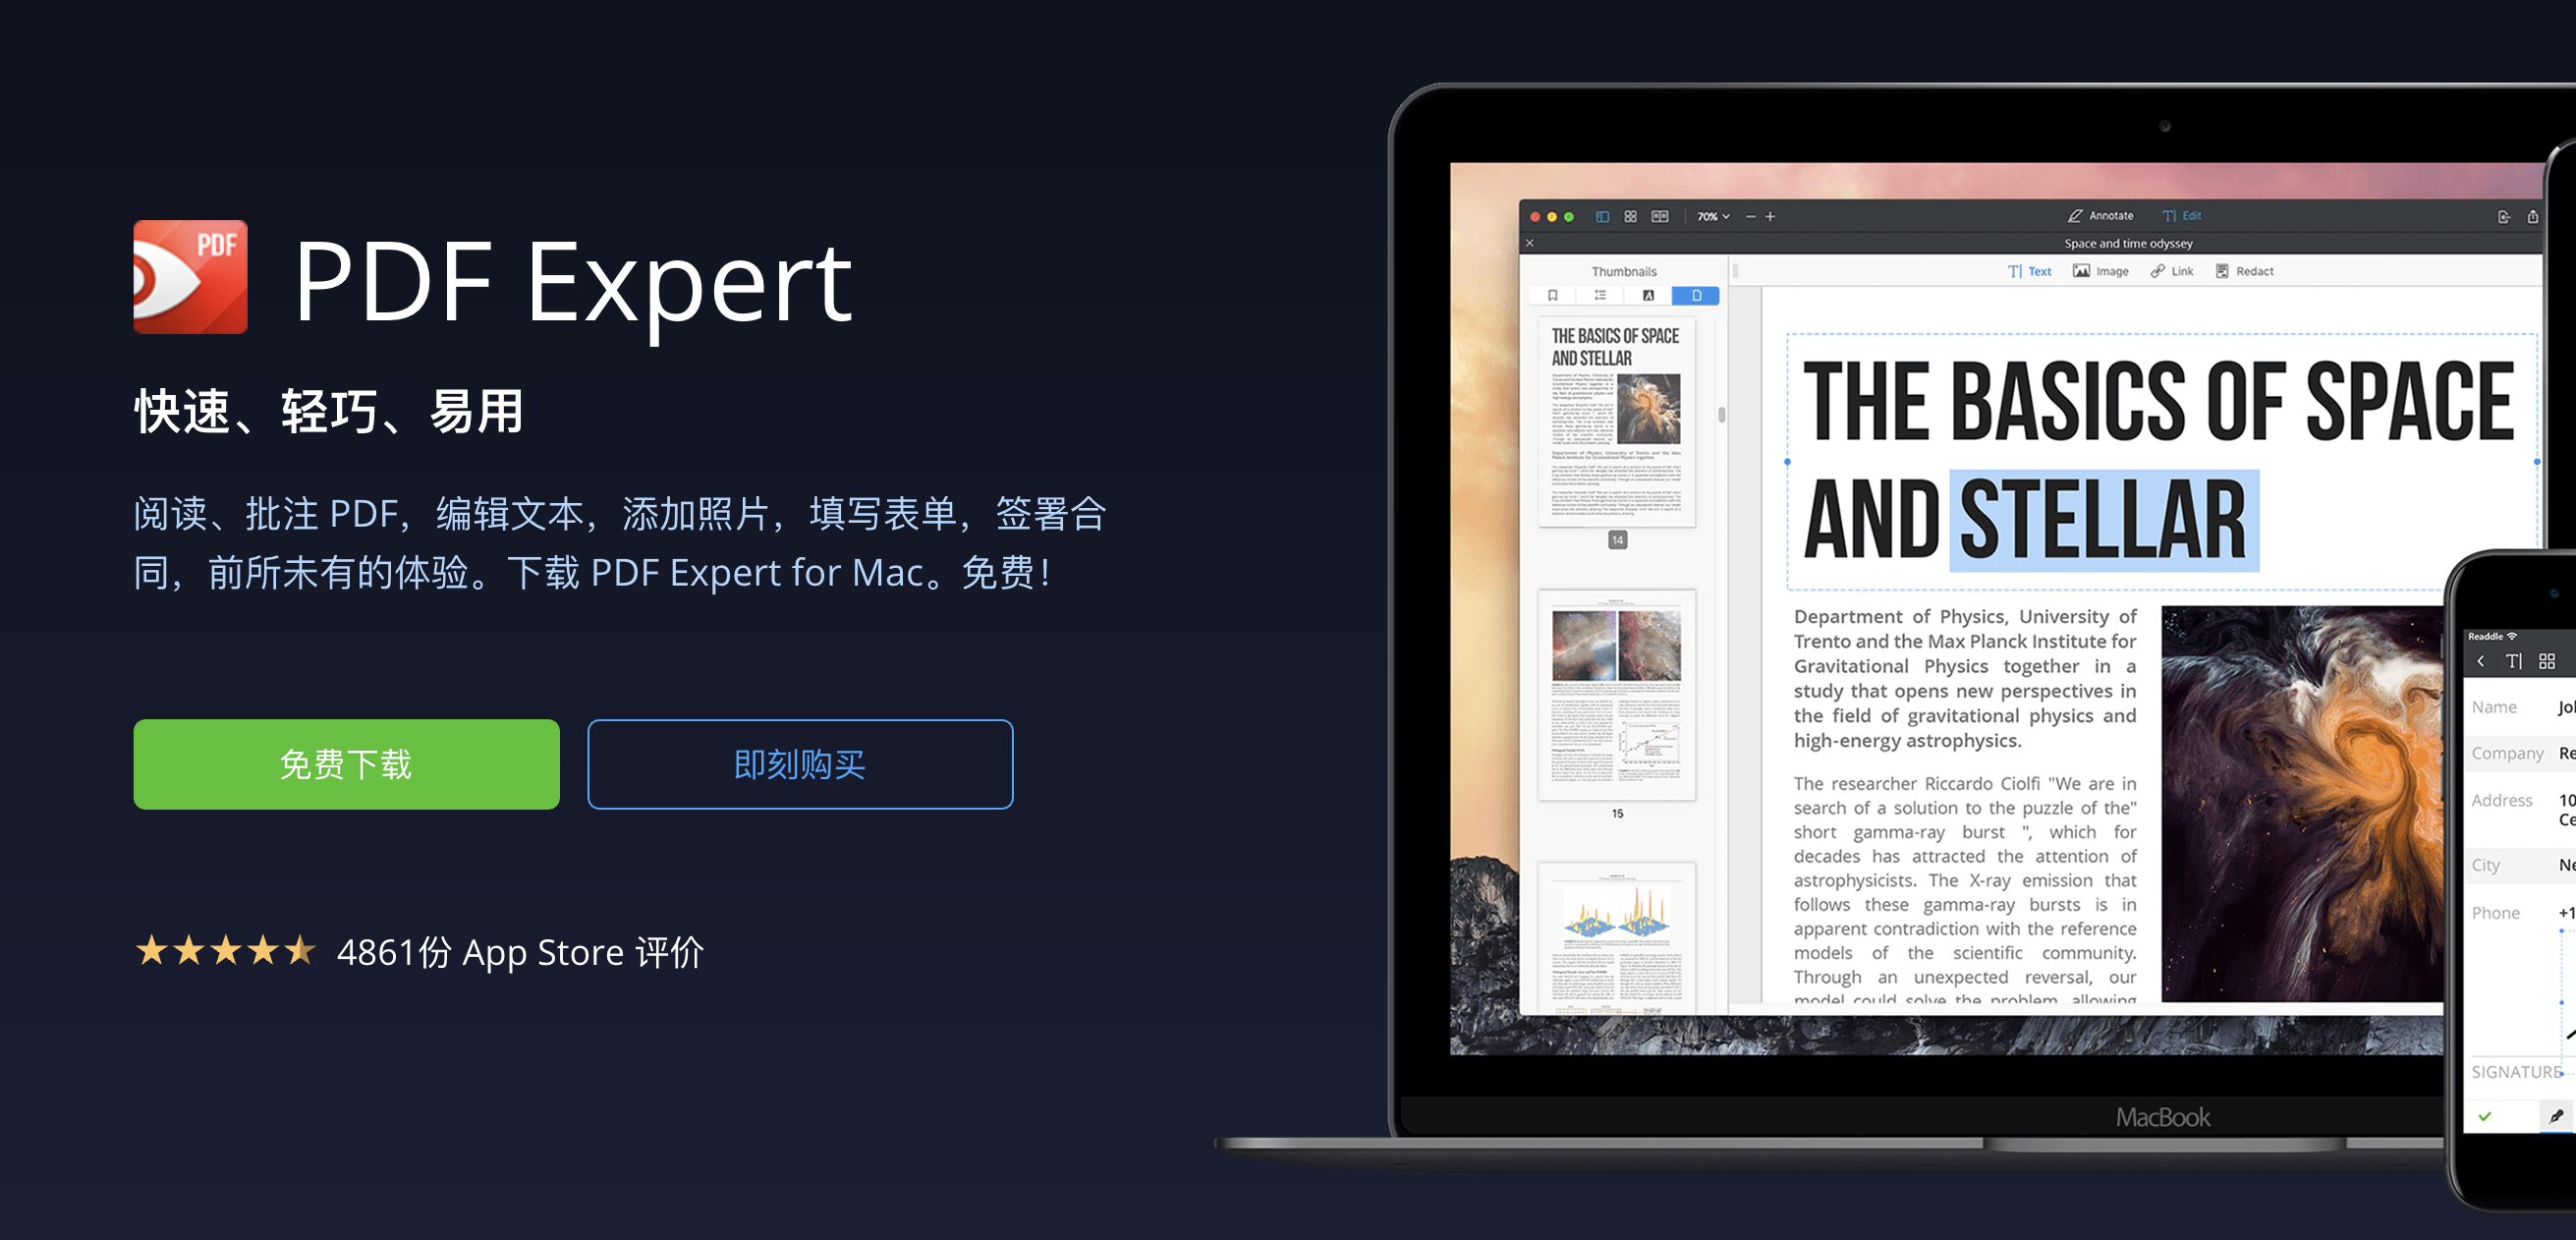 PDF
PDF Expert
快速、轻巧、易用
阅读、批注 PDF，编辑文本，添加照片，填写表单，签署合
同，前所未有的体验。下载 PDF Expert for Mac。免费！
免费下载
即刻购买
4861份 App Store 评价
70%
Annotate
Edit
Space and time odyssey
Thumbnails
Text
Image
Link
Redact
THE BASICS OF SPACE
AND STELLAR
14
15
THE BASICS OF SPACE
AND STELLAR
Department of Physics, University of
Trento and the Max Planck Institute for
Gravitational Physics together in a
study that opens new perspectives in
the field of gravitational physics and
high-energy astrophysics.
The researcher Riccardo Ciolfi "We are in
search of a solution to the puzzle of the"
short gamma-ray burst ", which for
decades has attracted the attention of
astrophysicists. The X-ray emission that
follows these gamma-ray bursts is in
apparent contradiction with the reference
models of the scientific community.
Through an unexpected reversal, our
model could solve the problem, allowing
MacBook
Readdle
Name
Company
Address
City
Phone
SIGNATURE